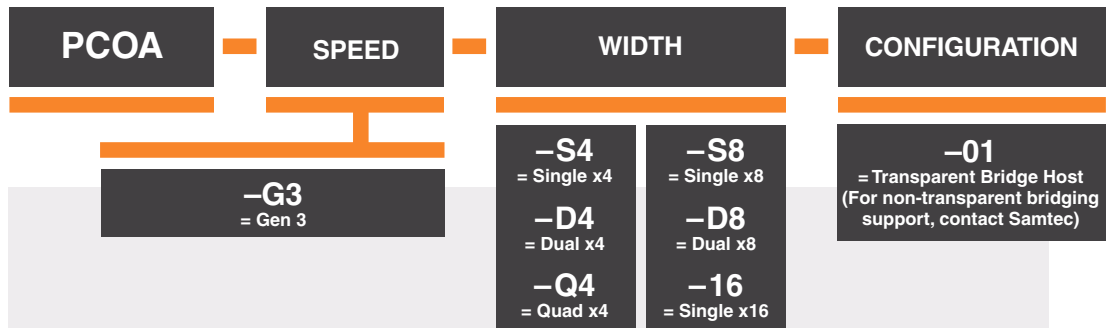 PCOA
SPEED
WIDTH
CONFIGURATION
–G3
= Gen 3
–S4
= Single x4
–D4
= Dual x4
–Q4
= Quad x4
–S8
= Single x8
–D8
= Dual x8
–16
= Single x16
–01
= Transparent Bridge Host
(For non-transparent bridging
support, contact Samtec)